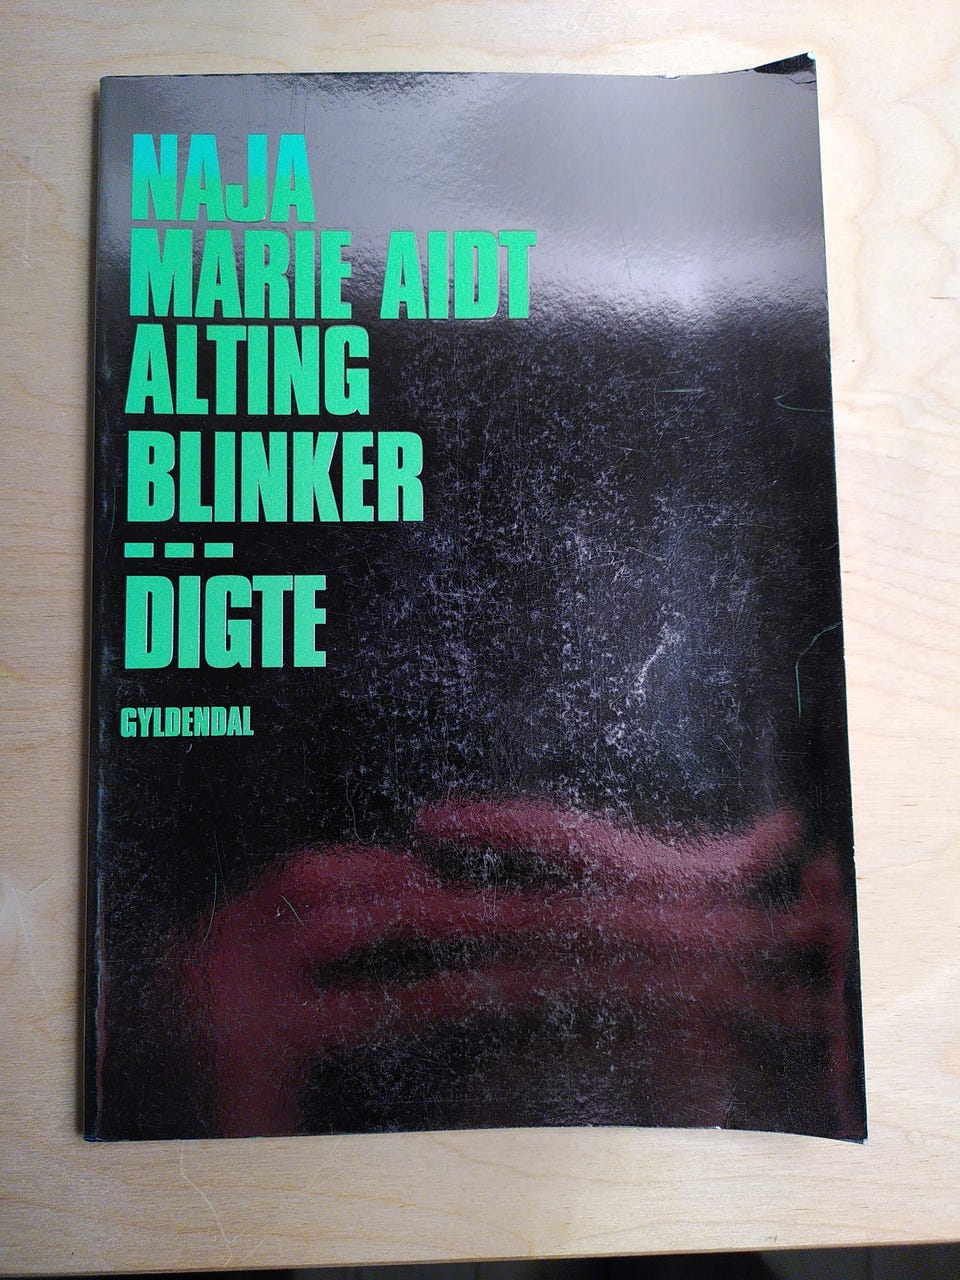 NAJA
MARIE AIDT
ALTING
BLINKER
---
DIGTE
GYLDENDAL